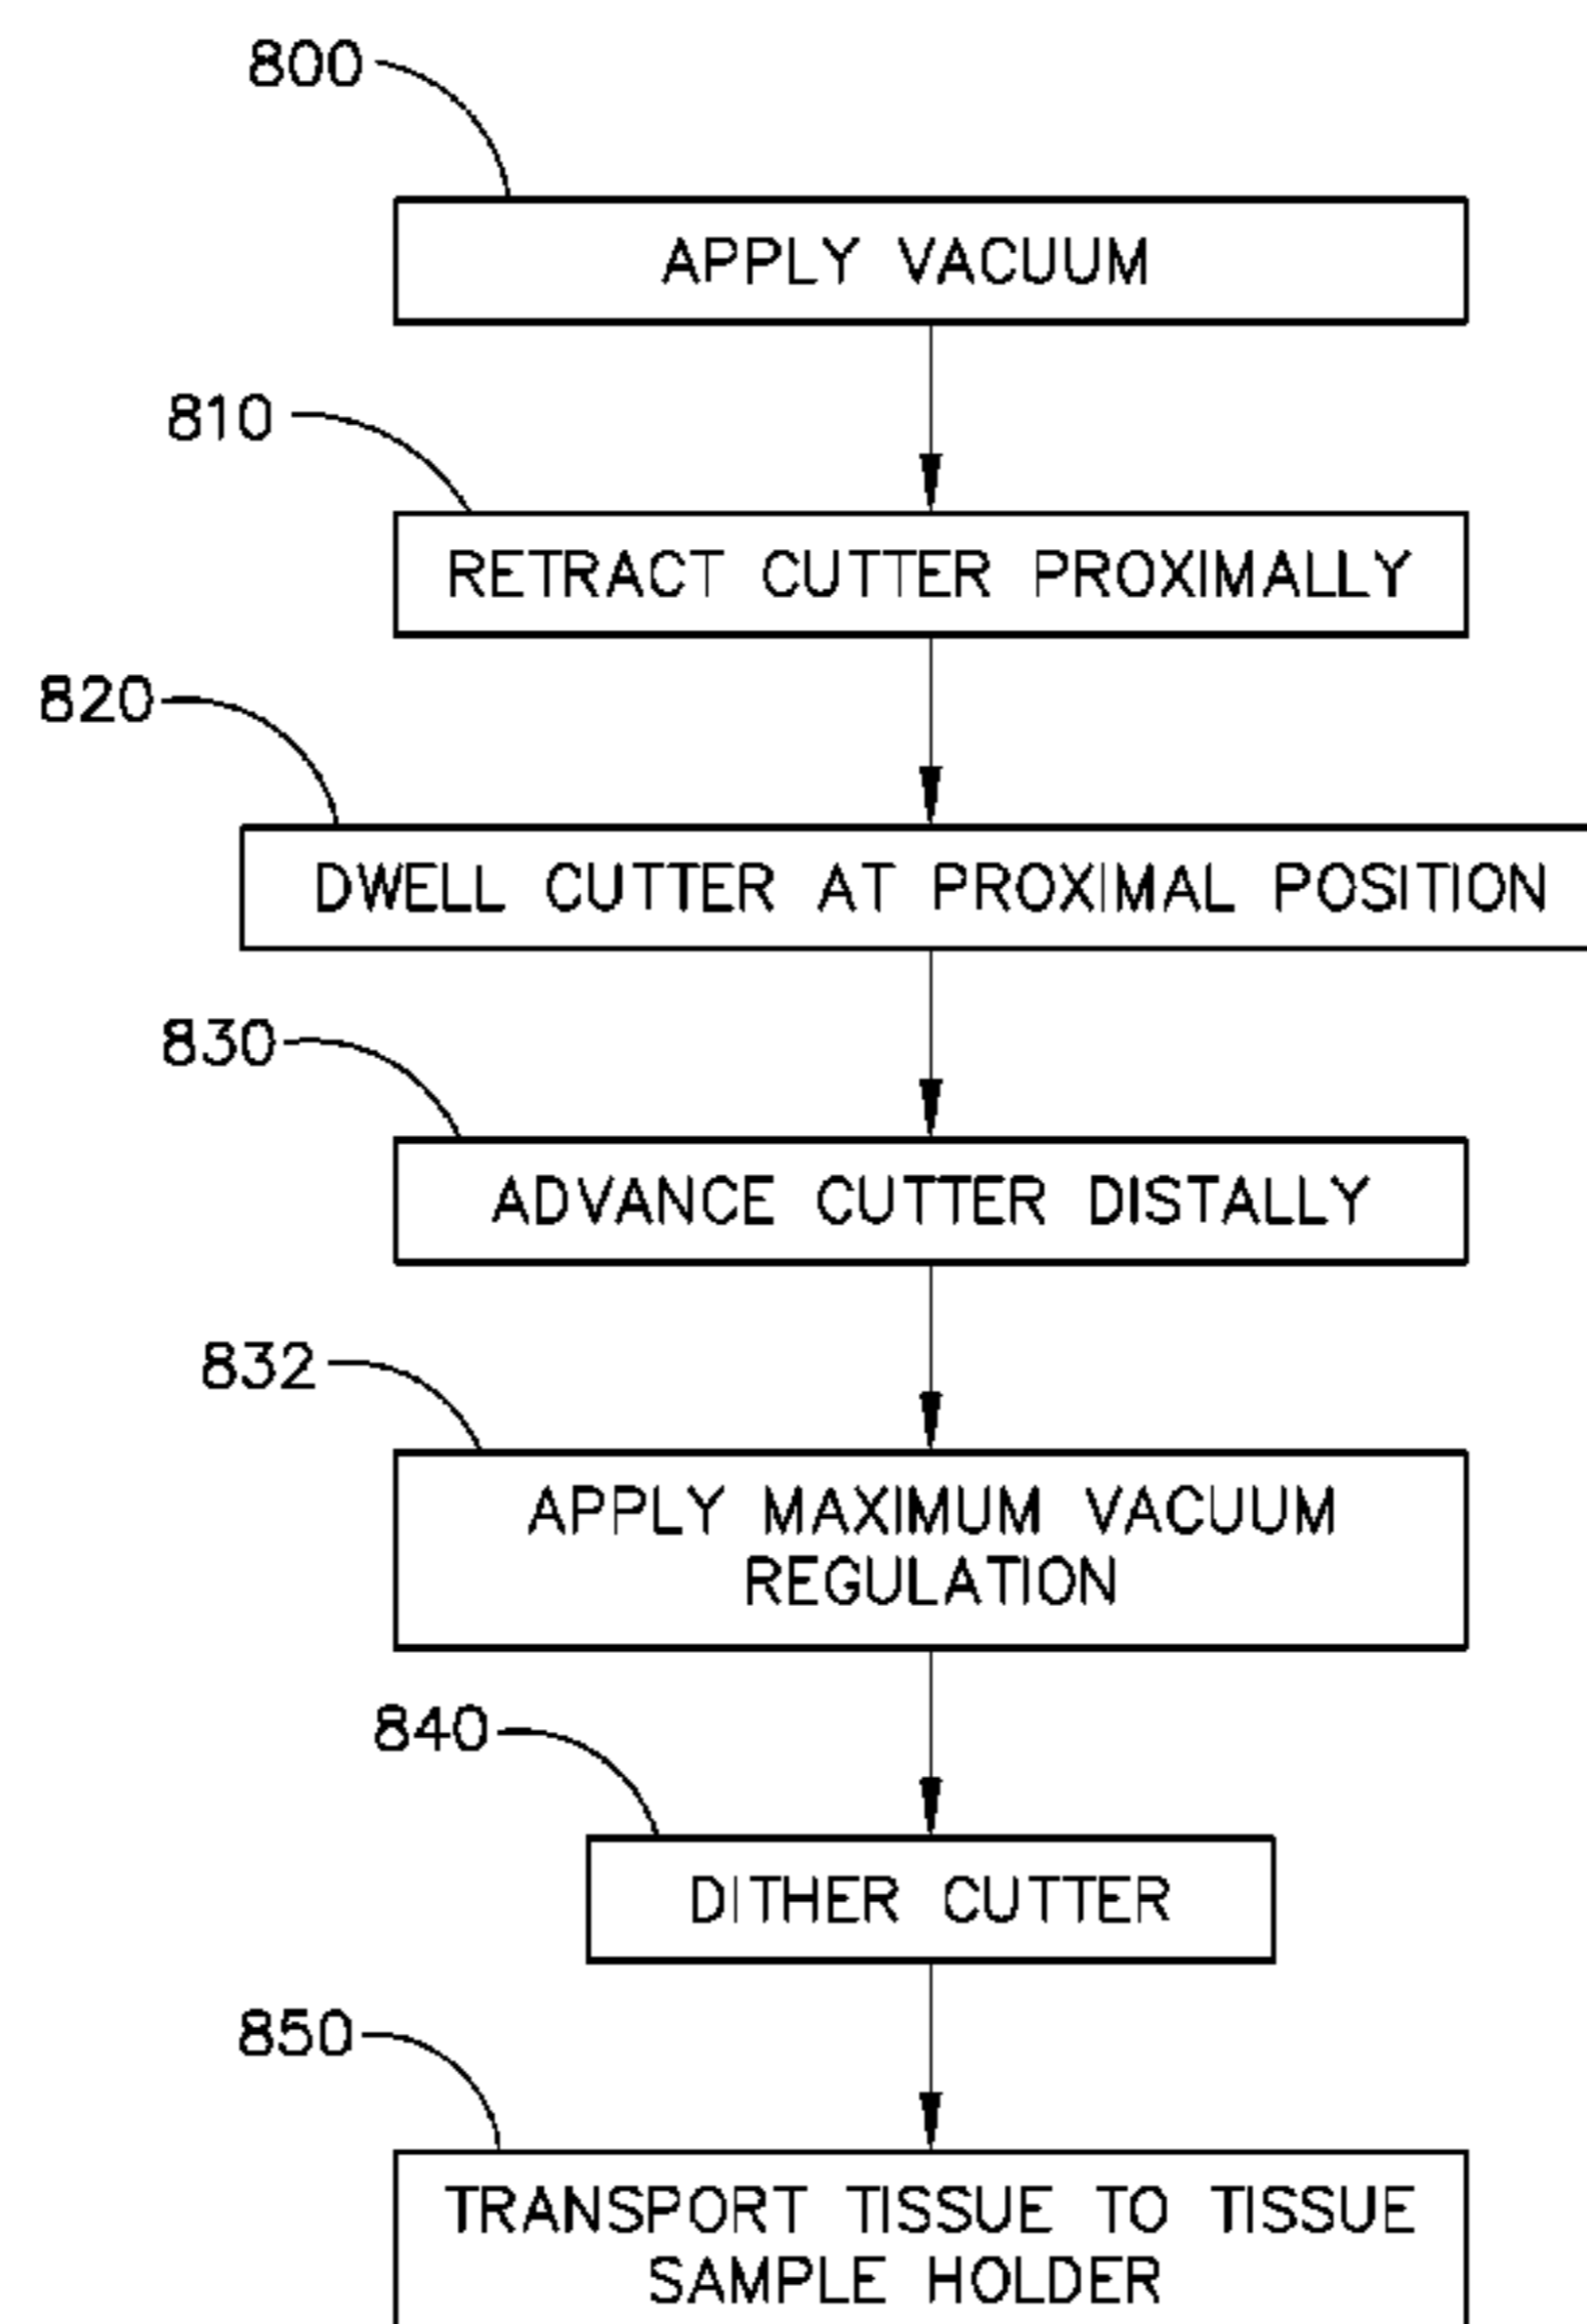 800
APPLY VACUUM
810
RETRACT CUTTER PROXIMALLY
820
DWELL CUTTER AT PROXIMAL POSITION
830
ADVANCE CUTTER DISTALLY
832
APPLY MAXIMUM VACUUM
REGULATION
840
DITHER CUTTER
850
TRANSPORT TISSUE TO TISSUE
SAMPLE HOLDER